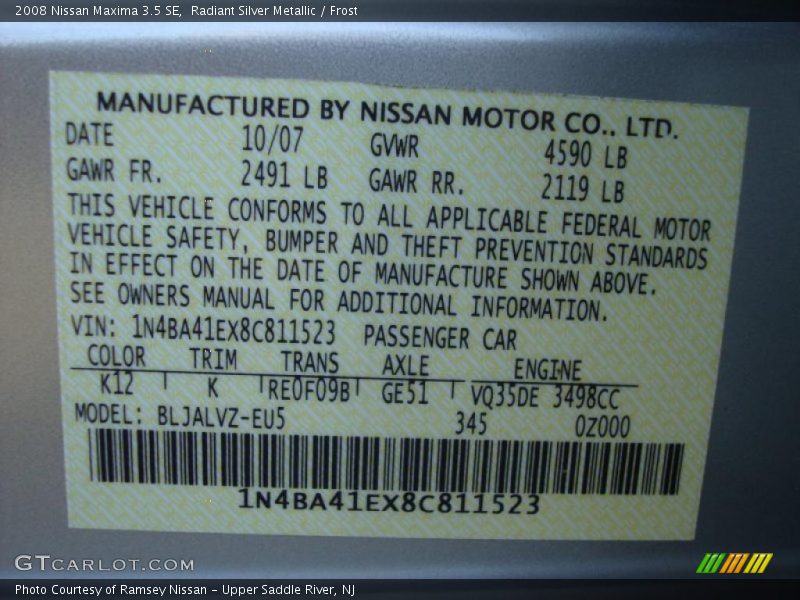 2008 Nissan Maxima 3.5 SE,  Radiant Silver Metallic / Frost
MANUFACTURED BY NISSAN MOTOR CO., LTD.
DATE 10/07 GVWR 4590 LB
GAWR FR. 2491 LB GAWR RR. 2119 LB
THIS VEHICLE CONFORMS TO ALL APPLICABLE FEDERAL MOTOR
VEHICLE SAFETY, BUMPER AND THEFT PREVENTION STANDARDS
IN EFFECT ON THE DATE OF MANUFACTURE SHOWN ABOVE.
SEE OWNERS MANUAL FOR ADDITIONAL INFORMATION.
VIN: 1N4BA41EX8C811523 PASSENGER CAR
COLOR TRIM TRANS AXLE ENGINE
K12 K RE0F09B GE51 VQ35DE 3498CC
MODEL: BLJALVZ-EU5 345 0Z000
1N4BA41EX8C811523
GTCARLOT.COM
Photo Courtesy of Ramsey Nissan - Upper Saddle River, NJ